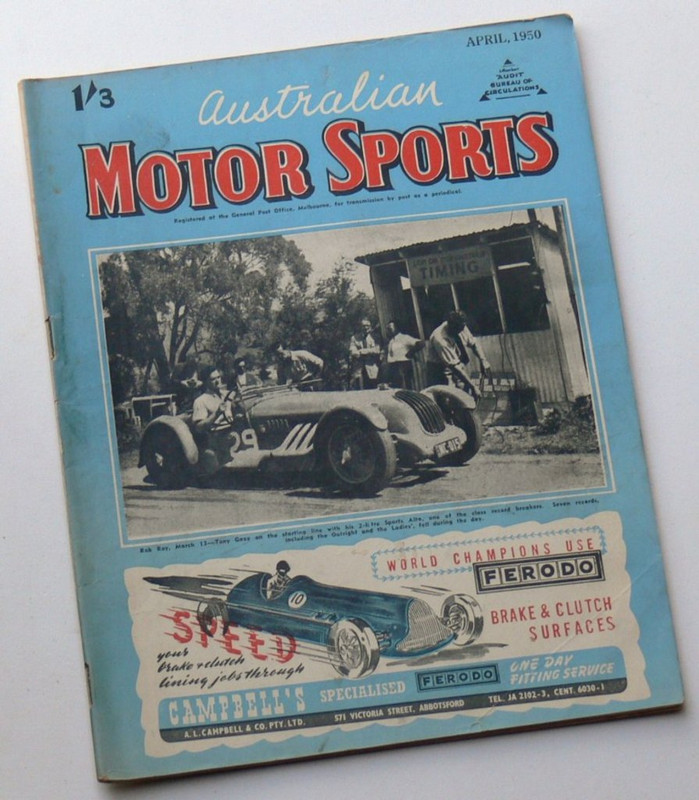 APRIL, 1950
1/3
AUDIT
BUREAU OF
CIRCULATIONS
Australian
MOTOR SPORTS
Registered at the General Post Office, Melbourne, for transmission by post as a periodical.
TIMING
29
Rob Roy, March 13—Tony Gaze on the starting line with his 2-litre Sports Alta, one of the class record breakers. Seven records,
including the Outright and the Ladies', fell during the day.
WORLD CHAMPIONS USE
FERODO
BRAKE & CLUTCH
SURFACES
10
SPEED
your
brake & clutch
lining jobs through
CAMPBELL'S SPECIALISED FERODO ONE DAY
FITTING SERVICE
A. L. CAMPBELL & CO. PTY. LTD. 571 VICTORIA STREET, ABBOTSFORD TEL. JA 2102-3, CENT. 6030-1